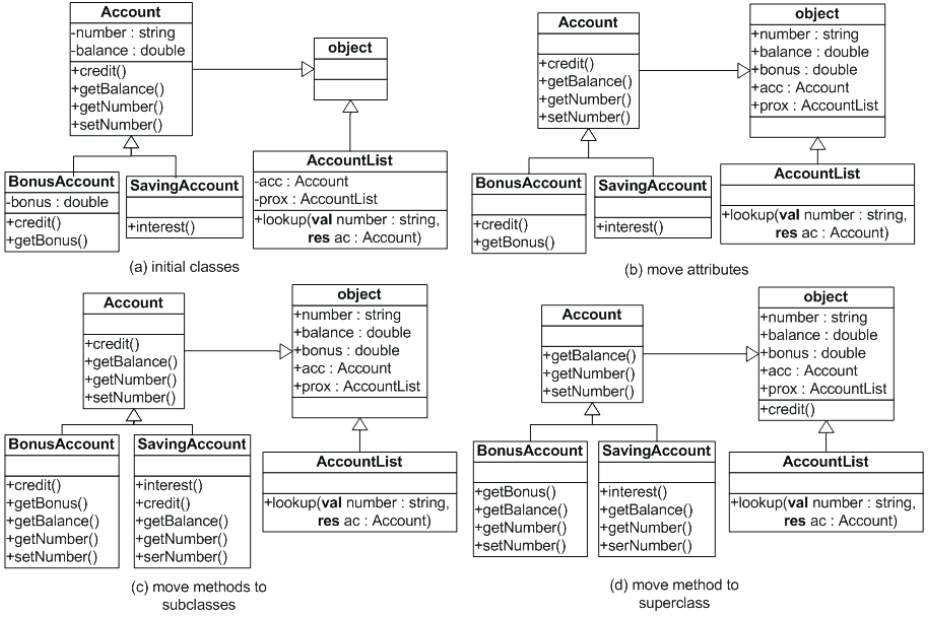 Account
-number : string
-balance : double
+credit()
+getBalance()
+getNumber()
+setNumber()
object
BonusAccount
-bonus : double
+credit()
+getBonus()
SavingAccount
+interest()
AccountList
-acc : Account
-prox : AccountList
+lookup(val number : string,
res ac : Account)
(a) initial classes
Account
+credit()
+getBalance()
+getNumber()
+setNumber()
object
+number : string
+balance : double
+bonus : double
+acc : Account
+prox : AccountList
BonusAccount
+credit()
+getBonus()
SavingAccount
+interest()
AccountList
+lookup(val number : string,
res ac : Account)
(b) move attributes
Account
+credit()
+getBalance()
+getNumber()
+setNumber()
object
+number : string
+balance : double
+bonus : double
+acc : Account
+prox : AccountList
BonusAccount
+credit()
+getBonus()
+getBalance()
+getNumber()
+setNumber()
SavingAccount
+interest()
+credit()
+getBalance()
+getNumber()
+serNumber()
AccountList
+lookup(val number : string,
res ac : Account)
(c) move methods to
subclasses
Account
+getBalance()
+getNumber()
+setNumber()
object
+number : string
+balance : double
+bonus : double
+acc : Account
+prox : AccountList
+credit()
BonusAccount
+getBonus()
+getBalance()
+getNumber()
+setNumber()
SavingAccount
+interest()
+getBalance()
+getNumber()
+serNumber()
AccountList
+lookup(val number : string,
res ac : Account)
(d) move method to
superclass